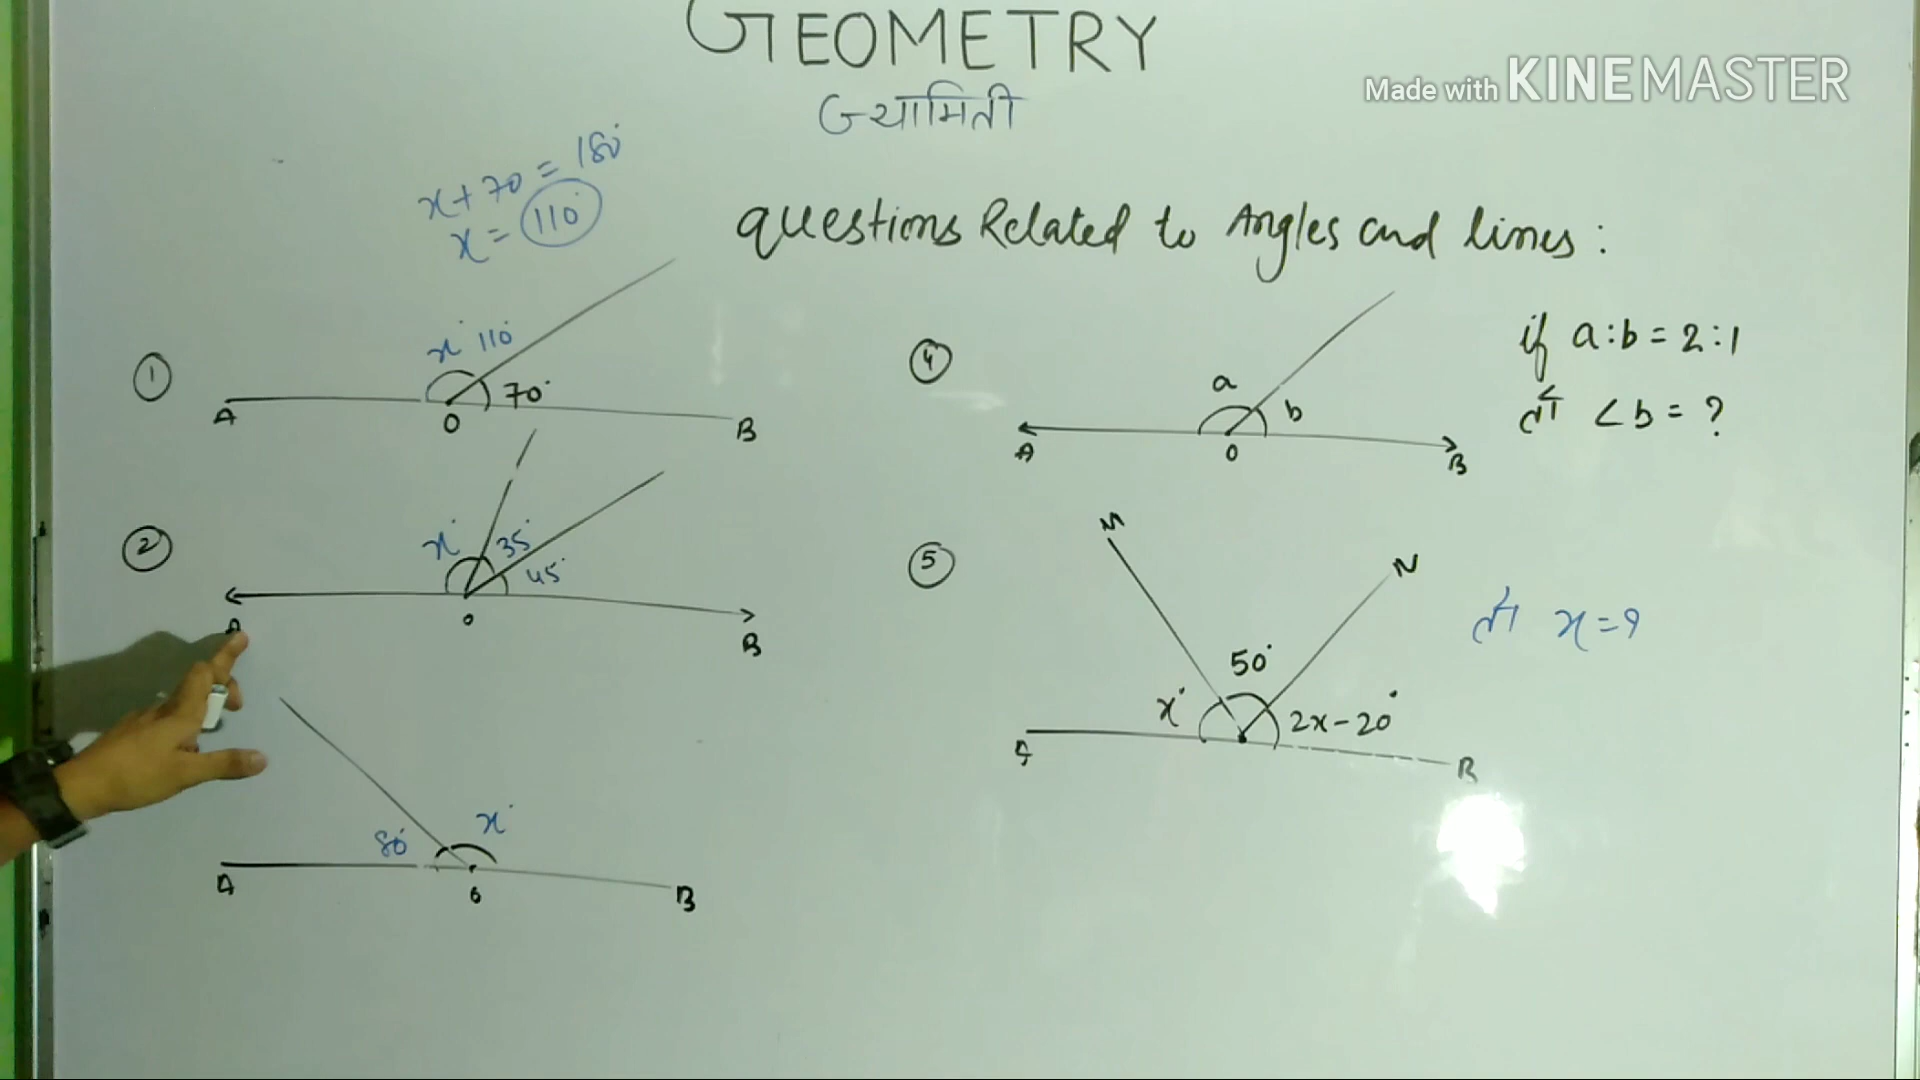 GEOMETRY
ज्यामिती
Made with KINEMASTER
x + 70 = 180°
x = 110°
questions Related to Angles and lines :
①
x° 110°
70°
A
O
B
②
x°
35°
45°
A
O
B
80°
x°
A
O
B
④
a
b
A
O
B
if a : b = 2 : 1
तो ∠b = ?
⑤
M
N
50°
x°
2x - 20°
A
B
तो x = ?